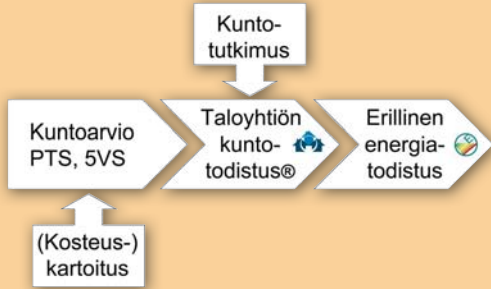 Kunto-
tutkimus
Kuntoarvio
PTS, 5VS
Taloyhtiön
kunto-
todistus®
Erillinen
energia-
todistus
(Kosteus-)
kartoitus